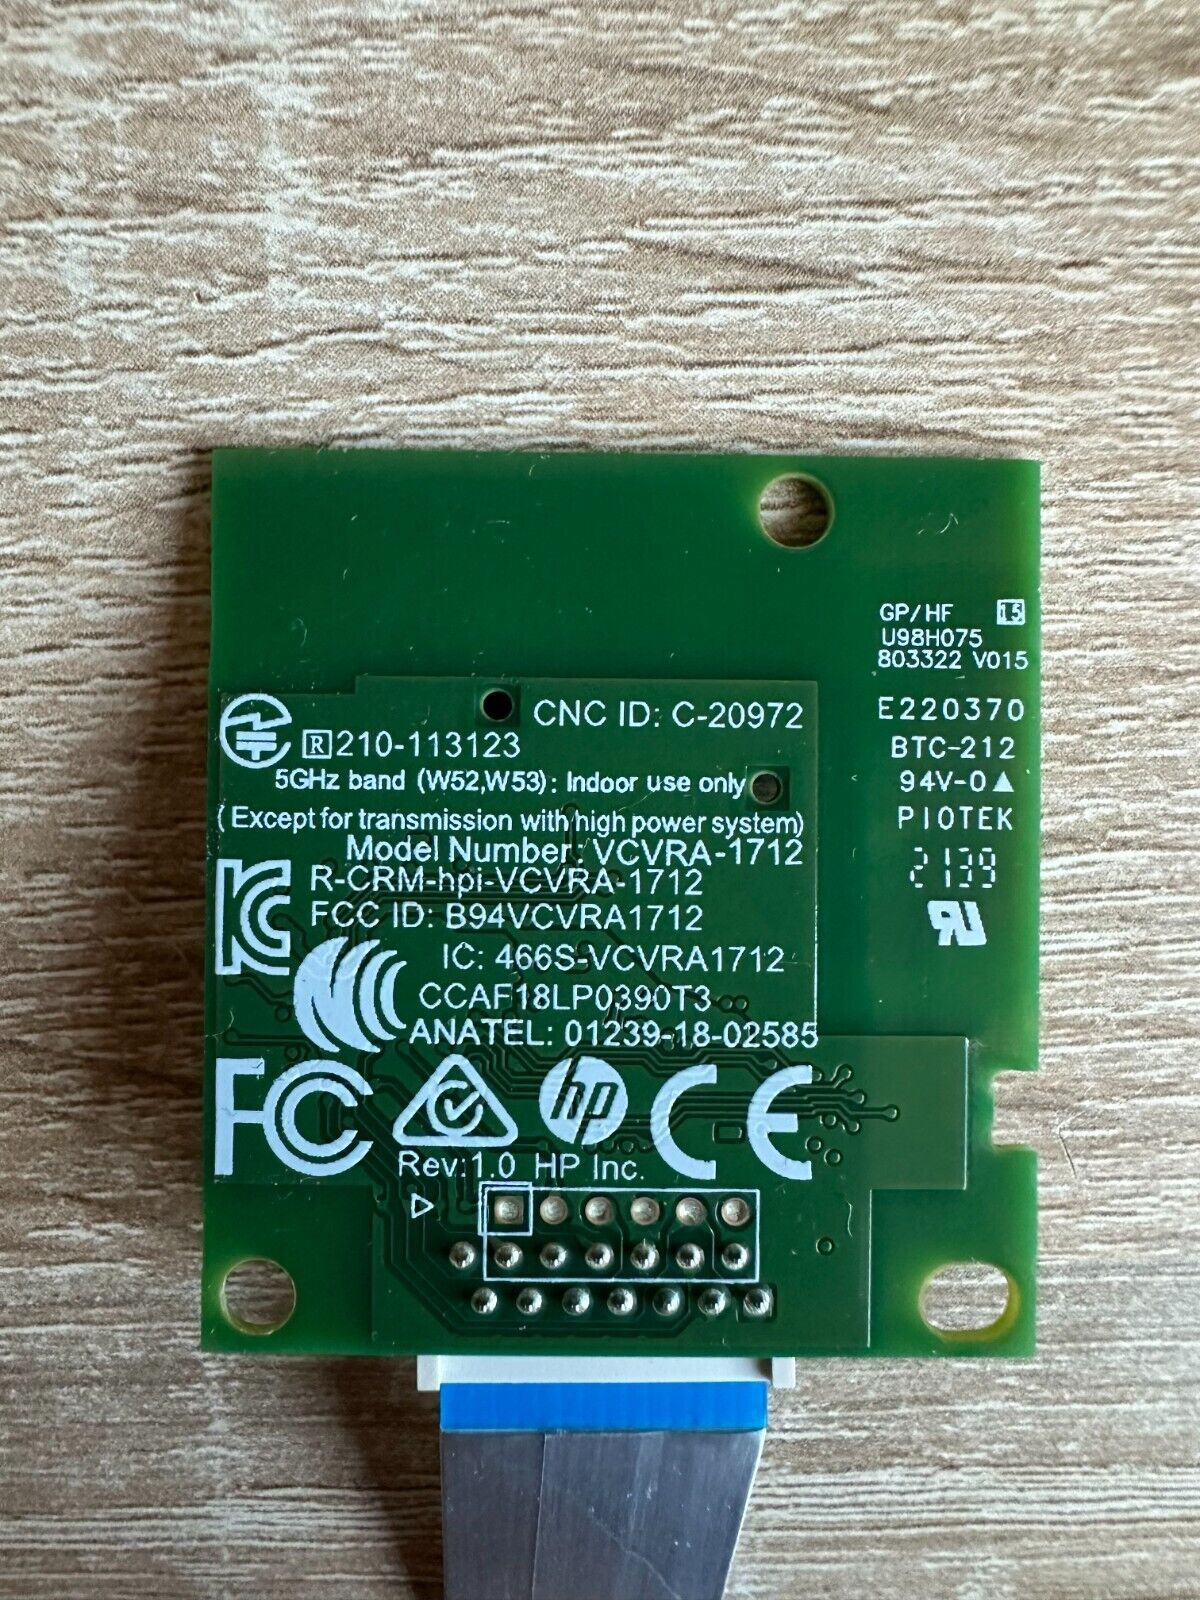 GP/HF 15
U98H075
803322 V015
E220370
BTC-212
94V-0
PIOTEK
2139
CNC ID: C-20972
R 210-113123
5GHz band (W52,W53): Indoor use only
(Except for transmission with high power system)
Model Number: VCVRA-1712
R-CRM-hpi-VCVRA-1712
FCC ID: B94VCVRA1712
IC: 466S-VCVRA1712
CCAF18LP0390T3
ANATEL: 01239-18-02585
FC hp CE
Rev:1.0 HP Inc.